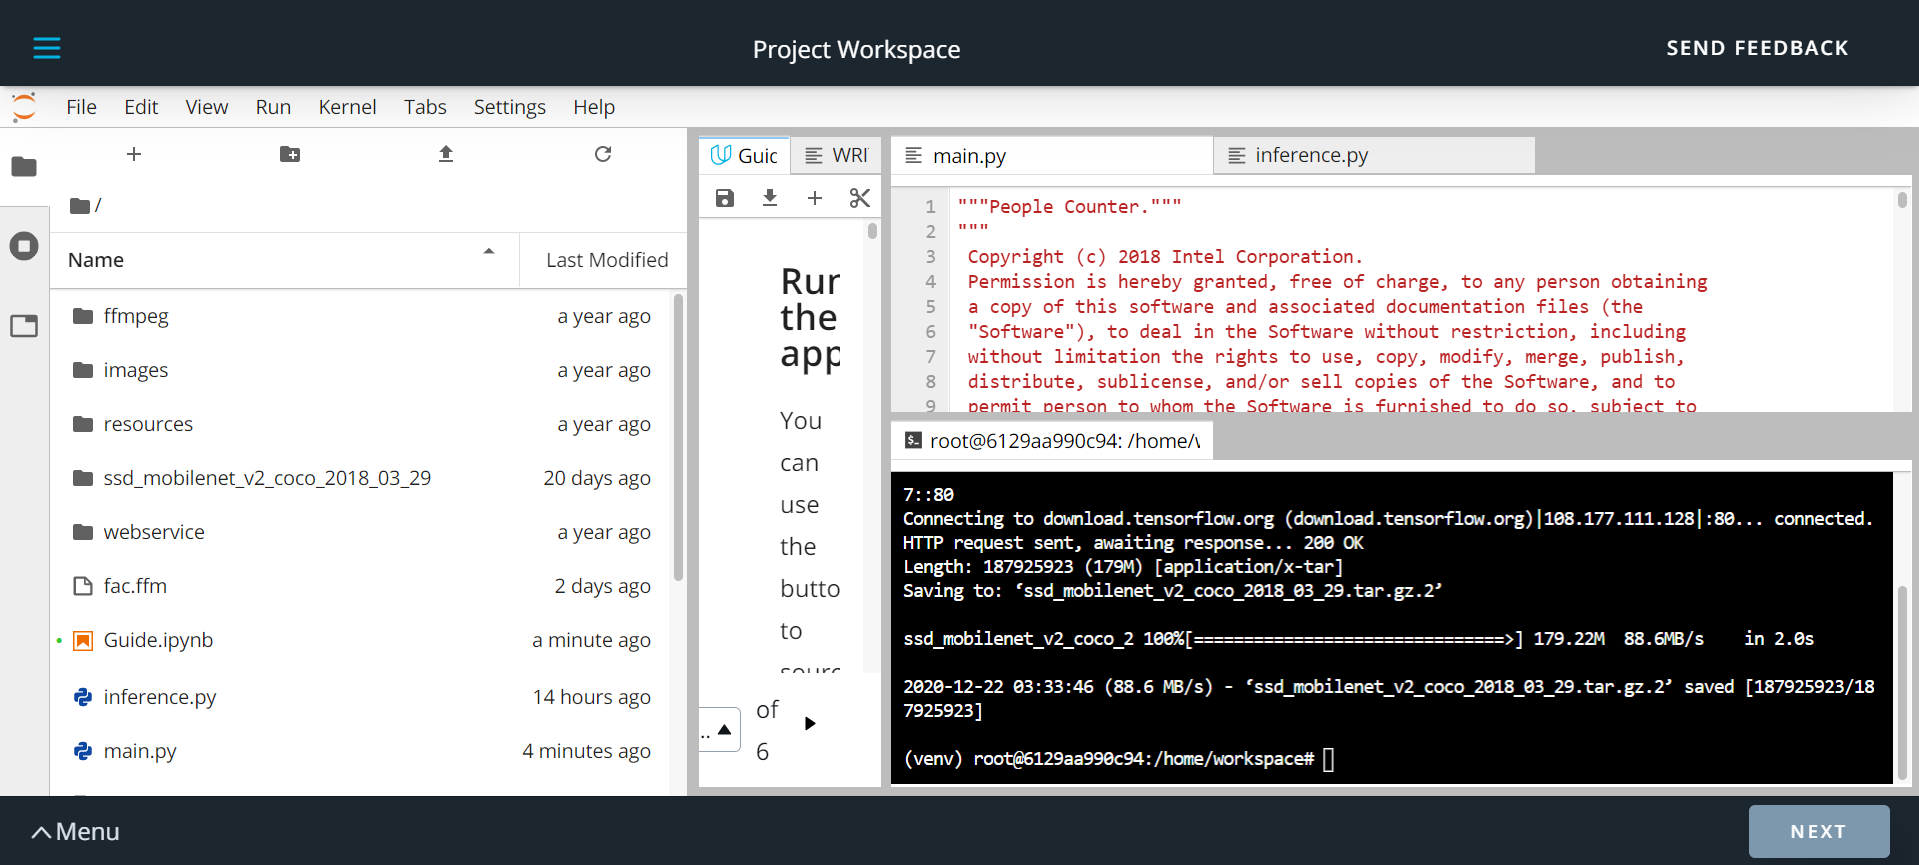 Project Workspace
SEND FEEDBACK
File Edit View Run Kernel Tabs Settings Help
/
Name Last Modified
ffmpeg a year ago
images a year ago
resources a year ago
ssd_mobilenet_v2_coco_2018_03_29 20 days ago
webservice a year ago
fac.ffm 2 days ago
Guide.ipynb a minute ago
inference.py 14 hours ago
main.py 4 minutes ago
Guid
WRI
Run
the
app
You
can
use
the
butto
to
sourc
..
of
6
main.py
inference.py
1 """People Counter."""
2 """
3 Copyright (c) 2018 Intel Corporation.
4 Permission is hereby granted, free of charge, to any person obtaining
5 a copy of this software and associated documentation files (the
6 "Software"), to deal in the Software without restriction, including
7 without limitation the rights to use, copy, modify, merge, publish,
8 distribute, sublicense, and/or sell copies of the Software, and to
9 permit person to whom the Software is furnished to do so, subject to
root@6129aa990c94: /home/w
7::80
Connecting to download.tensorflow.org (download.tensorflow.org)|108.177.111.128|:80... connected.
HTTP request sent, awaiting response... 200 OK
Length: 187925923 (179M) [application/x-tar]
Saving to: ‘ssd_mobilenet_v2_coco_2018_03_29.tar.gz.2’
ssd_mobilenet_v2_coco_2 100%[===============================>] 179.22M 88.6MB/s in 2.0s
2020-12-22 03:33:46 (88.6 MB/s) - ‘ssd_mobilenet_v2_coco_2018_03_29.tar.gz.2’ saved [187925923/18
7925923]
(venv) root@6129aa990c94:/home/workspace#
Menu
NEXT